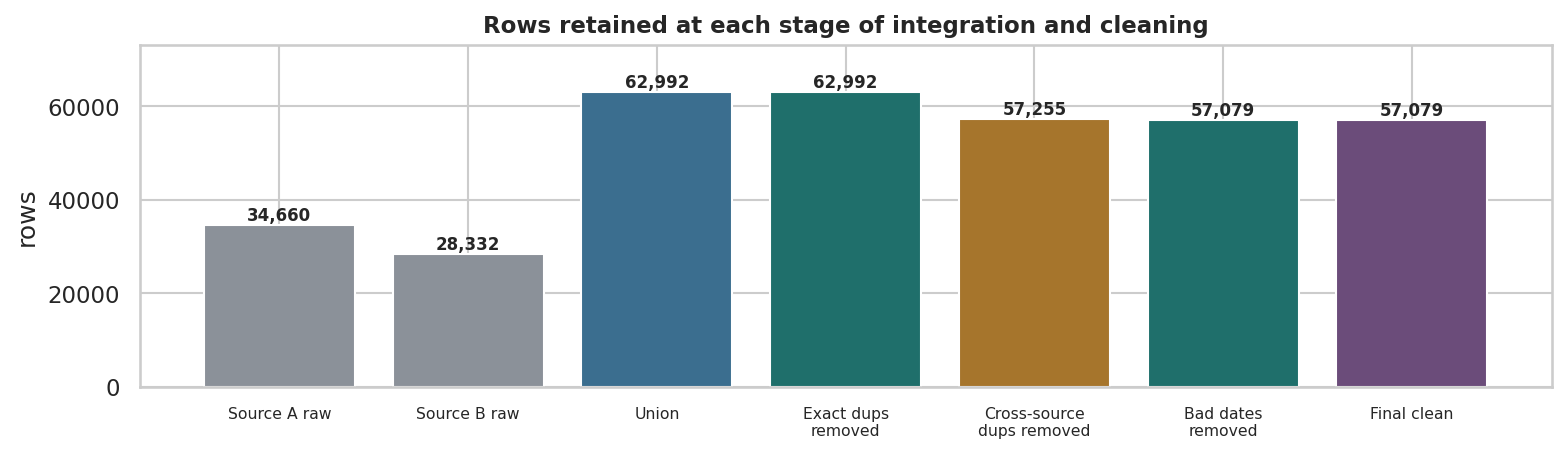 Rows retained at each stage of integration and cleaning
rows
60000
40000
20000
0
34,660
28,332
62,992
62,992
57,255
57,079
57,079
Source A raw
Source B raw
Union
Exact dups
removed
Cross-source
dups removed
Bad dates
removed
Final clean